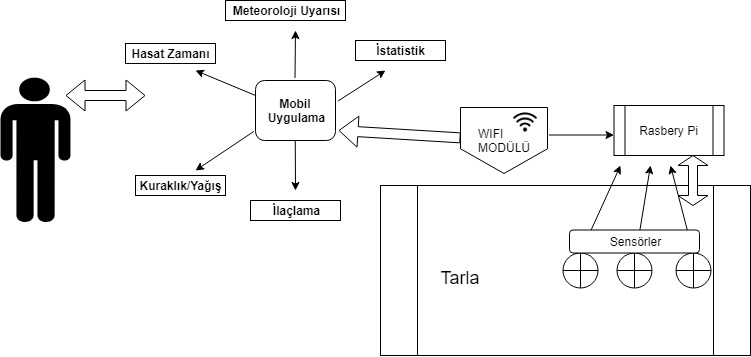 Meteoroloji Uyarısı
Hasat Zamanı
İstatistik
Mobil
Uygulama
WIFI
MODÜLÜ
Rasbery Pi
Kuraklık/Yağış
İlaçlama
Sensörler
Tarla